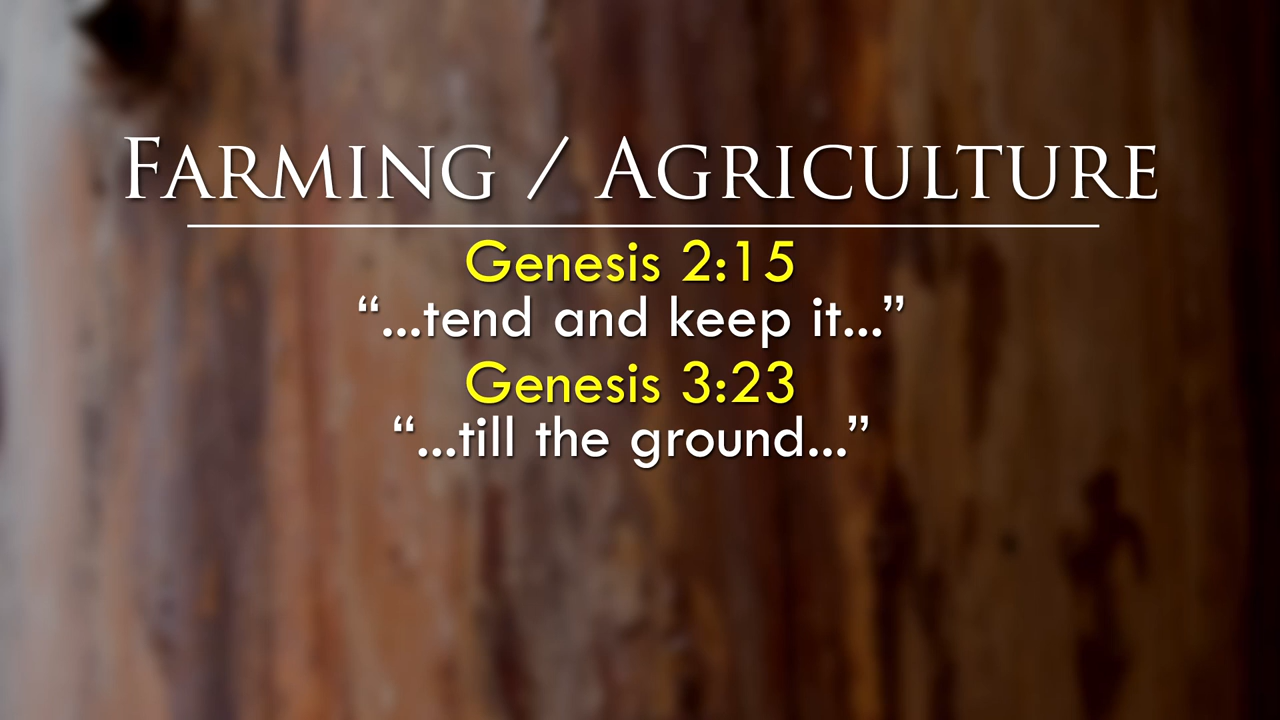 Farming / Agriculture
Genesis 2:15
“...tend and keep it...”
Genesis 3:23
“...till the ground...”